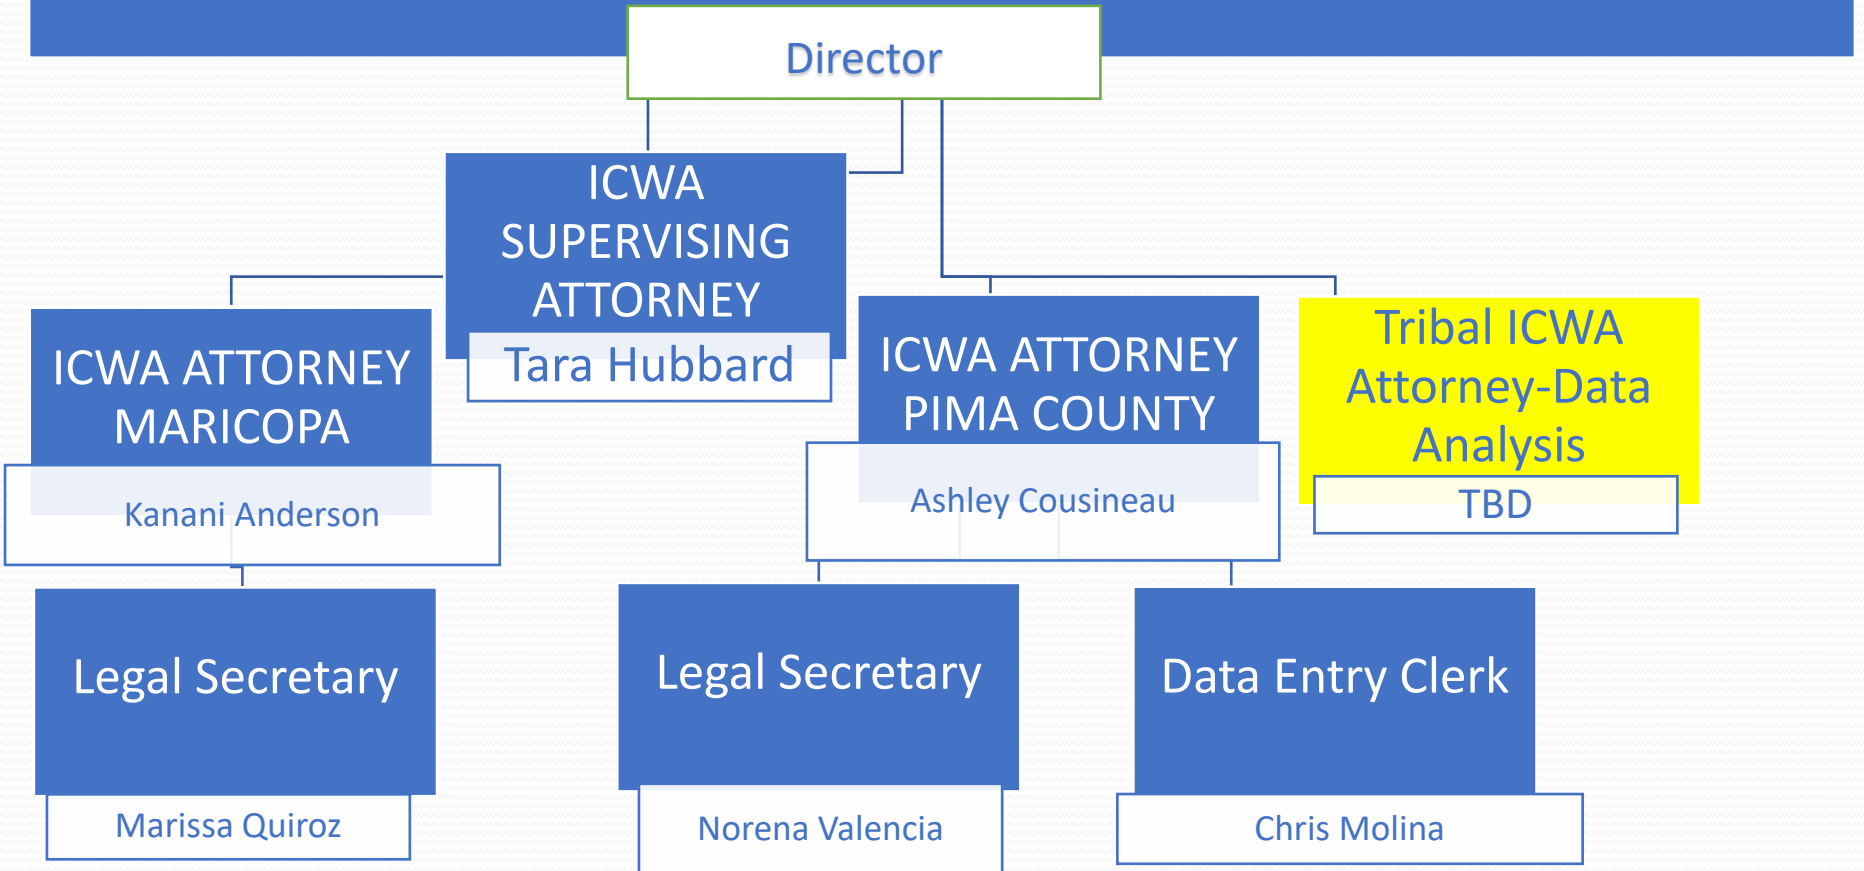 Director
ICWA
SUPERVISING
ATTORNEY
Tara Hubbard
ICWA ATTORNEY
MARICOPA
Kanani Anderson
ICWA ATTORNEY
PIMA COUNTY
Ashley Cousineau
Tribal ICWA
Attorney-Data
Analysis
TBD
Legal Secretary
Marissa Quiroz
Legal Secretary
Norena Valencia
Data Entry Clerk
Chris Molina